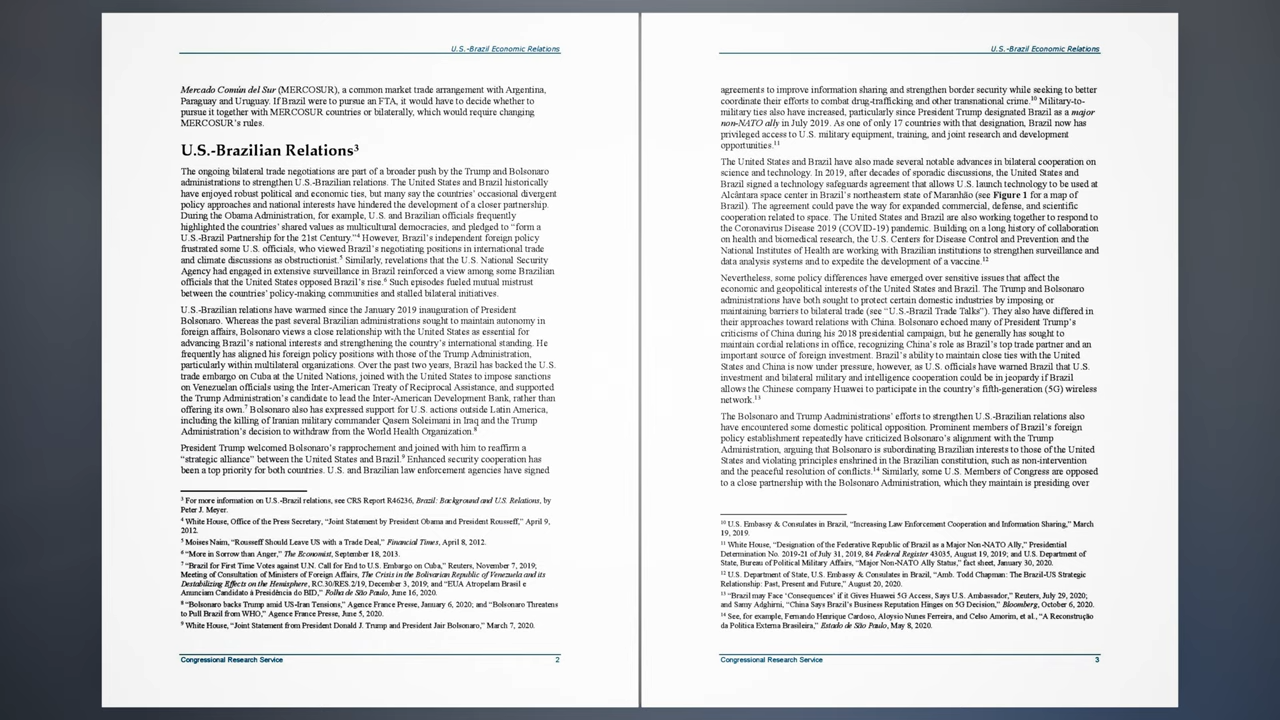 U.S.-Brazil Economic Relations
Mercado Común del Sur (MERCOSUR), a common market trade arrangement with Argentina,
Paraguay and Uruguay. If Brazil were to pursue an FTA, it would have to decide whether to
pursue it together with MERCOSUR countries or bilaterally, which would require changing
MERCOSUR's rules.
U.S.-Brazilian Relations³
The ongoing bilateral trade negotiations are part of a broader push by the Trump and Bolsonaro
administrations to strengthen U.S.-Brazilian relations. The United States and Brazil historically
have enjoyed robust political and economic ties, but many say the countries' occasional divergent
policy approaches and national interests have hindered the development of a closer partnership.
During the Obama Administration, for example, U.S. and Brazilian officials frequently
highlighted the countries' shared values as multicultural democracies, and pledged to "form a
U.S.-Brazil Partnership for the 21st Century."⁴ However, Brazil's independent foreign policy
frustrated some U.S. officials, who viewed Brazil's negotiating positions in international trade
and climate discussions as obstructionist.⁵ Similarly, revelations that the U.S. National Security
Agency had engaged in extensive surveillance in Brazil reinforced a view among some Brazilian
officials that the United States opposed Brazil's rise.⁶ Such episodes fueled mutual mistrust
between the countries' policy-making communities and stalled bilateral initiatives.
U.S.-Brazilian relations have warmed since the January 2019 inauguration of President
Bolsonaro. Whereas the past several Brazilian administrations sought to maintain autonomy in
foreign affairs, Bolsonaro views a close relationship with the United States as essential for
advancing Brazil's national interests and strengthening the country's international standing. He
frequently has aligned his foreign policy positions with those of the Trump Administration,
particularly within multilateral organizations. Over the past two years, Brazil has backed the U.S.
trade embargo on Cuba at the United Nations, joined with the United States to impose sanctions
on Venezuelan officials using the Inter-American Treaty of Reciprocal Assistance, and supported
the Trump Administration's candidate to lead the Inter-American Development Bank, rather than
offering its own.⁷ Bolsonaro also has expressed support for U.S. actions outside Latin America,
including the killing of Iranian military commander Qasem Soleimani in Iraq and the Trump
Administration's decision to withdraw from the World Health Organization.⁸
President Trump welcomed Bolsonaro's rapprochement and joined with him to reaffirm a
"strategic alliance" between the United States and Brazil.⁹ Enhanced security cooperation has
been a top priority for both countries. U.S. and Brazilian law enforcement agencies have signed
³ For more information on U.S.-Brazil relations, see CRS Report R46236, Brazil: Background and U.S. Relations, by
Peter J. Meyer.
⁴ White House, Office of the Press Secretary, "Joint Statement by President Obama and President Rousseff," April 9,
2012.
⁵ Moises Naim, "Rousseff Should Leave US with a Trade Deal," Financial Times, April 8, 2012.
⁶ "More in Sorrow than Anger," The Economist, September 18, 2013.
⁷ "Brazil for First Time Votes against U.N. Call for End to U.S. Embargo on Cuba," Reuters, November 7, 2019;
Meeting of Consultation of Ministers of Foreign Affairs, The Crisis in the Bolivarian Republic of Venezuela and its
Destabilizing Effects on the Hemisphere, RC.30/RES.2/19, December 3, 2019; and "EUA Atropelam Brasil e
Anunciam Candidato à Presidência do BID," Folha de São Paulo, June 16, 2020.
⁸ "Bolsonaro backs Trump amid US-Iran Tensions," Agence France Presse, January 6, 2020; and "Bolsonaro Threatens
to Pull Brazil from WHO," Agence France Presse, June 5, 2020.
⁹ White House, "Joint Statement from President Donald J. Trump and President Jair Bolsonaro," March 7, 2020.
Congressional Research Service 2
U.S.-Brazil Economic Relations
agreements to improve information sharing and strengthen border security while seeking to better
coordinate their efforts to combat drug-trafficking and other transnational crime.¹⁰ Military-to-
military ties also have increased, particularly since President Trump designated Brazil as a major
non-NATO ally in July 2019. As one of only 17 countries with that designation, Brazil now has
privileged access to U.S. military equipment, training, and joint research and development
opportunities.¹¹
The United States and Brazil have also made several notable advances in bilateral cooperation on
science and technology. In 2019, after decades of sporadic discussions, the United States and
Brazil signed a technology safeguards agreement that allows U.S. launch technology to be used at
Alcântara space center in Brazil's northeastern state of Maranhão (see Figure 1 for a map of
Brazil). The agreement could pave the way for expanded commercial, defense, and scientific
cooperation related to space. The United States and Brazil are also working together to respond to
the Coronavirus Disease 2019 (COVID-19) pandemic. Building on a long history of collaboration
on health and biomedical research, the U.S. Centers for Disease Control and Prevention and the
National Institutes of Health are working with Brazilian institutions to strengthen surveillance and
data analysis systems and to expedite the development of a vaccine.¹²
Nevertheless, some policy differences have emerged over sensitive issues that affect the
economic and geopolitical interests of the United States and Brazil. The Trump and Bolsonaro
administrations have both sought to protect certain domestic industries by imposing or
maintaining barriers to bilateral trade (see "U.S.-Brazil Trade Talks"). They also have differed in
their approaches toward relations with China. Bolsonaro echoed many of President Trump's
criticisms of China during his 2018 presidential campaign, but he generally has sought to
maintain cordial relations in office, recognizing China's role as Brazil's top trade partner and an
important source of foreign investment. Brazil's ability to maintain close ties with the United
States and China is now under pressure, however, as U.S. officials have warned Brazil that U.S.
investment and bilateral military and intelligence cooperation could be in jeopardy if Brazil
allows the Chinese company Huawei to participate in the country's fifth-generation (5G) wireless
network.¹³
The Bolsonaro and Trump Aadministrations' efforts to strengthen U.S.-Brazilian relations also
have encountered some domestic political opposition. Prominent members of Brazil's foreign
policy establishment repeatedly have criticized Bolsonaro's alignment with the Trump
Administration, arguing that Bolsonaro is subordinating Brazilian interests to those of the United
States and violating principles enshrined in the Brazilian constitution, such as non-intervention
and the peaceful resolution of conflicts.¹⁴ Similarly, some U.S. Members of Congress are opposed
to a close partnership with the Bolsonaro Administration, which they maintain is presiding over
¹⁰ U.S. Embassy & Consulates in Brazil, "Increasing Law Enforcement Cooperation and Information Sharing," March
19, 2019.
¹¹ White House, "Designation of the Federative Republic of Brazil as a Major Non-NATO Ally," Presidential
Determination No. 2019-21 of July 31, 2019, 84 Federal Register 43035, August 19, 2019; and U.S. Department of
State, Bureau of Political Military Affairs, "Major Non-NATO Ally Status," fact sheet, January 30, 2020.
¹² U.S. Department of State, U.S. Embassy & Consulates in Brazil, "Amb. Todd Chapman: The Brazil-US Strategic
Relationship: Past, Present and Future," August 20, 2020.
¹³ "Brazil may Face 'Consequences' if it Gives Huawei 5G Access, Says U.S. Ambassador," Reuters, July 29, 2020;
and Samy Adghirni, "China Says Brazil's Business Reputation Hinges on 5G Decision," Bloomberg, October 6, 2020.
¹⁴ See, for example, Fernando Henrique Cardoso, Aloysio Nunes Ferreira, and Celso Amorim, et al., "A Reconstrução
da Política Externa Brasileira," Estado de São Paulo, May 8, 2020.
Congressional Research Service 3